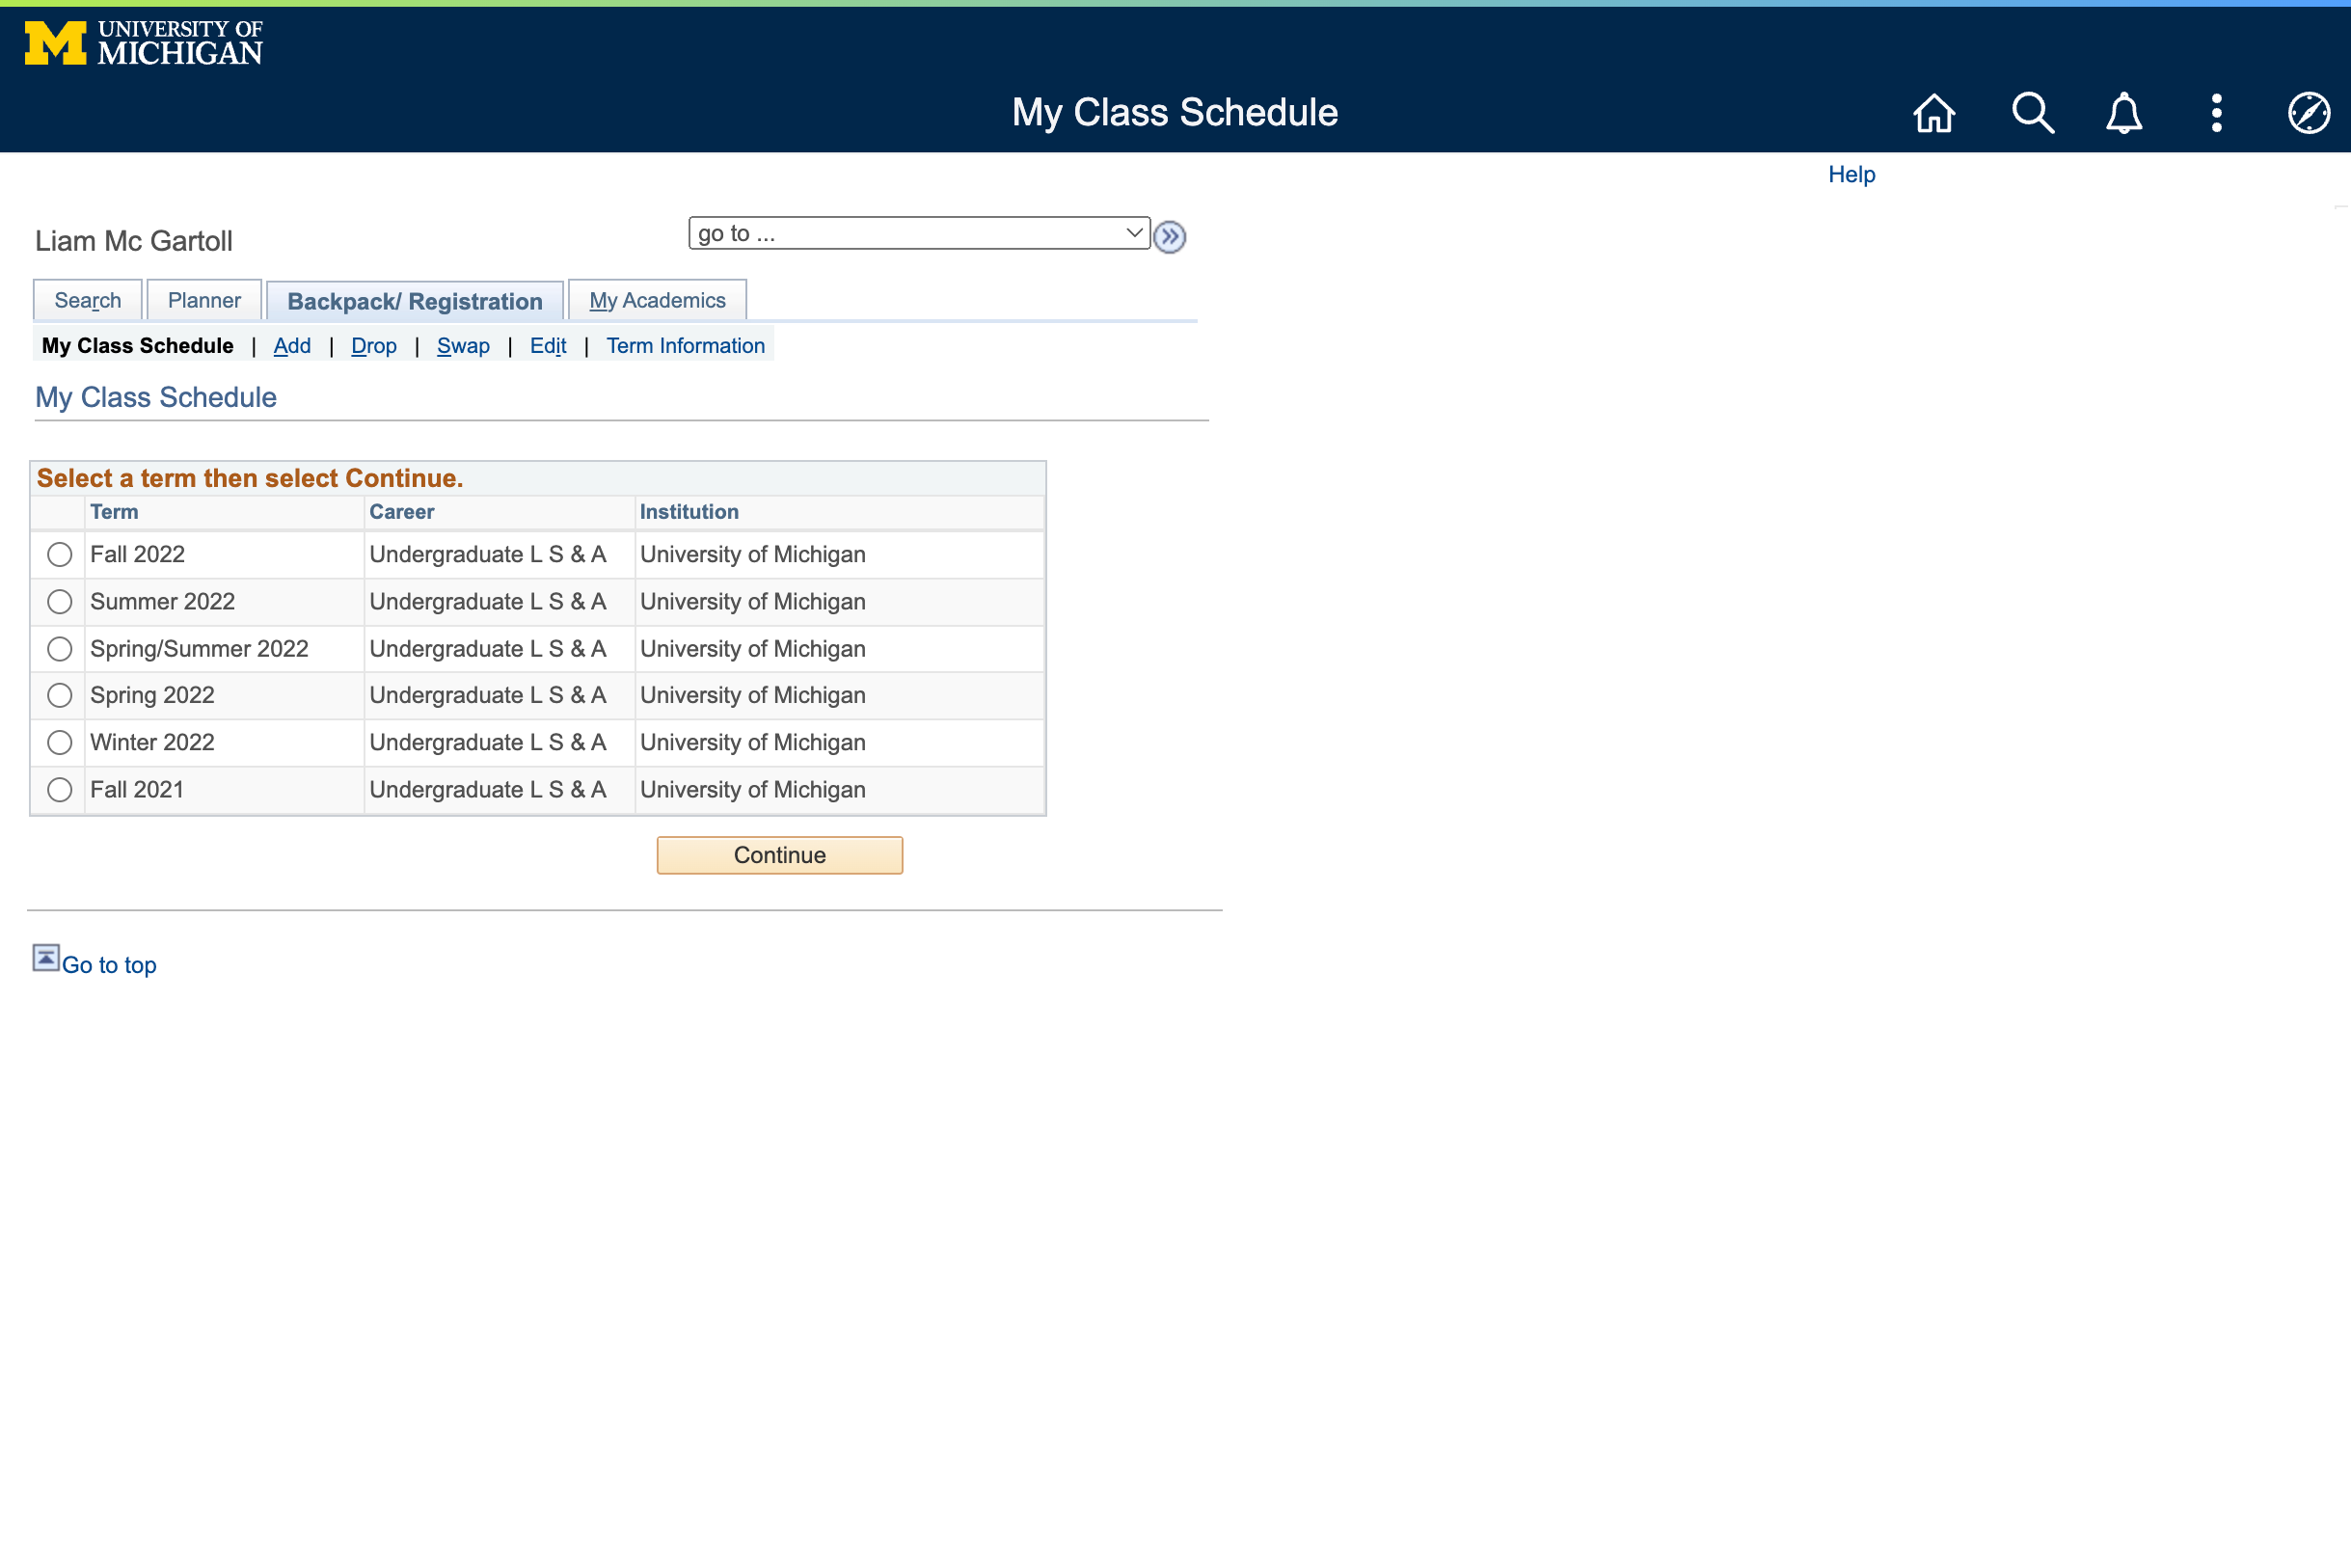 UNIVERSITY OF
MICHIGAN
My Class Schedule
Help
Liam Mc Gartoll
go to ...
Search Planner Backpack/ Registration My Academics
My Class Schedule | Add | Drop | Swap | Edit | Term Information
My Class Schedule
Select a term then select Continue.
Term Career Institution
Fall 2022 Undergraduate L S & A University of Michigan
Summer 2022 Undergraduate L S & A University of Michigan
Spring/Summer 2022 Undergraduate L S & A University of Michigan
Spring 2022 Undergraduate L S & A University of Michigan
Winter 2022 Undergraduate L S & A University of Michigan
Fall 2021 Undergraduate L S & A University of Michigan
Continue
Go to top